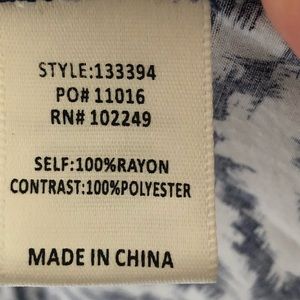 STYLE:133394
PO# 11016
RN# 102249
SELF:100%RAYON
CONTRAST:100%POLYESTER
MADE IN CHINA